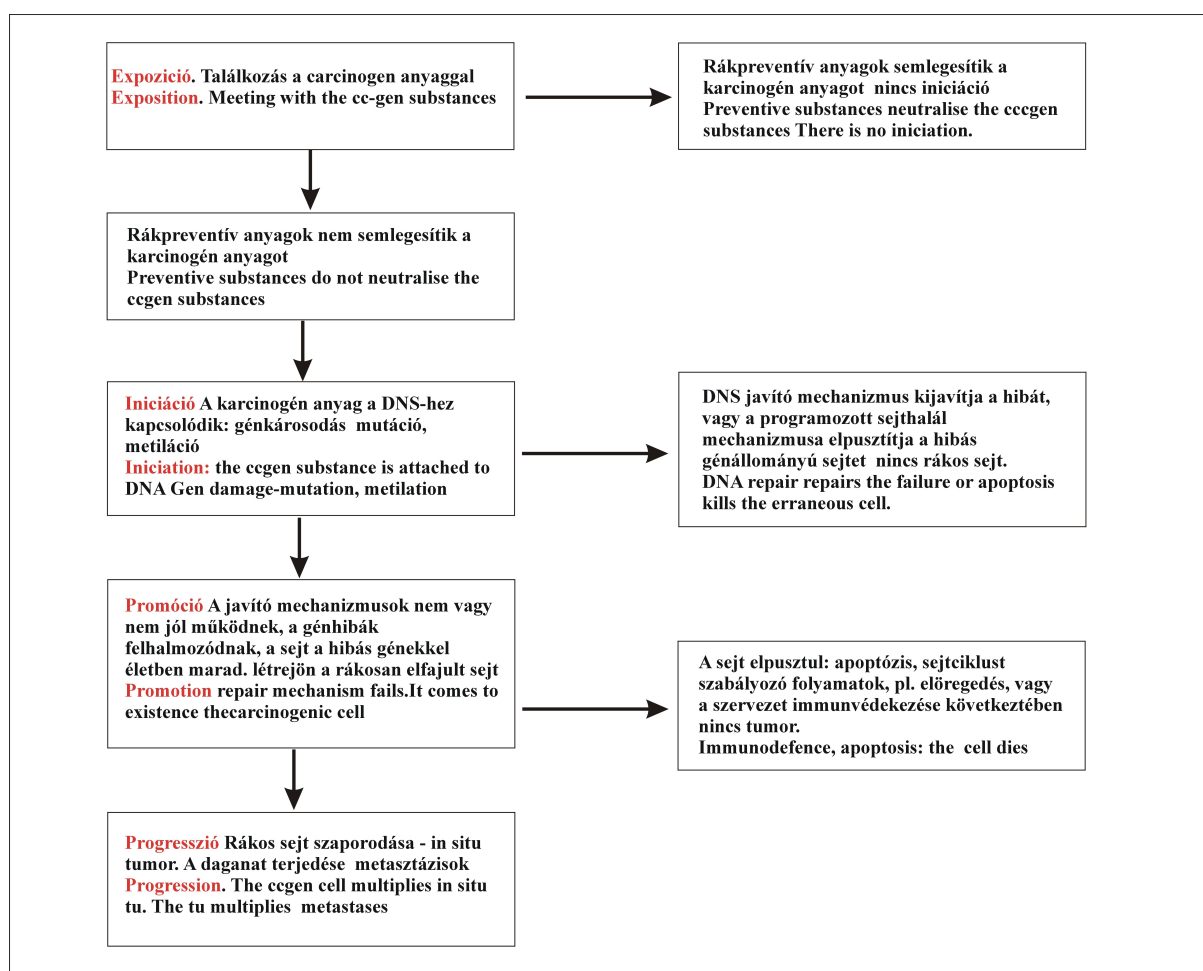 Expozició. Találkozás a carcinogen anyaggal
Exposition. Meeting with the cc-gen substances
Rákpreventív anyagok semlegesítik a
karcinogén anyagot nincs iniciáció
Preventive substances neutralise the cccgen
substances There is no iniciation.
Rákpreventív anyagok nem semlegesítik a
karcinogén anyagot
Preventive substances do not neutralise the
ccgen substances
Iniciáció A karcinogén anyag a DNS-hez
kapcsolódik: génkárosodás mutáció,
metiláció
Iniciation: the ccgen substance is attached to
DNA Gen damage-mutation, metilation
DNS javító mechanizmus kijavítja a hibát,
vagy a programozott sejthalál
mechanizmusa elpusztítja a hibás
génállományú sejtet nincs rákos sejt.
DNA repair repairs the failure or apoptosis
kills the erraneous cell.
Promóció A javító mechanizmusok nem vagy
nem jól működnek, a génhibák
felhalmozódnak, a sejt a hibás génekkel
életben marad. létrejön a rákosan elfajult sejt
Promotion repair mechanism fails.It comes to
existence thecarcinogenic cell
A sejt elpusztul: apoptózis, sejtciklust
szabályozó folyamatok, pl. elöregedés, vagy
a szervezet immunvédekezése következtében
nincs tumor.
Immunodefence, apoptosis: the cell dies
Progresszió Rákos sejt szaporodása - in situ
tumor. A daganat terjedése metasztázisok
Progression. The ccgen cell multiplies in situ
tu. The tu multiplies metastases